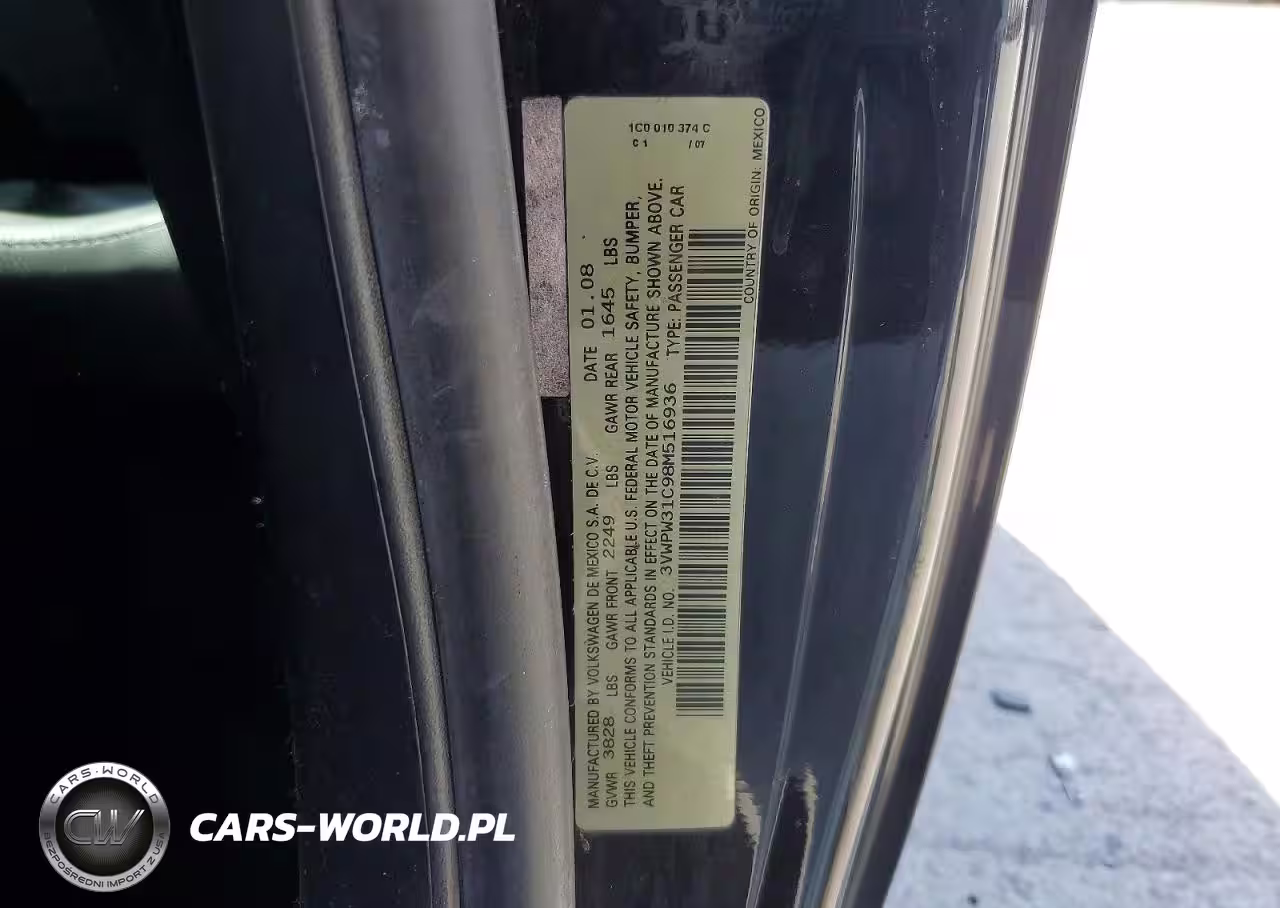 1C0 010 374 C
C 1 / 07
MANUFACTURED BY VOLKSWAGEN DE MEXICO S.A. DE C.V. DATE 01.08
GVWR 3828 LBS GAWR FRONT 2249 LBS GAWR REAR 1645 LBS
THIS VEHICLE CONFORMS TO ALL APPLICABLE U.S. FEDERAL MOTOR VEHICLE SAFETY, BUMPER,
AND THEFT PREVENTION STANDARDS IN EFFECT ON THE DATE OF MANUFACTURE SHOWN ABOVE.
VEHICLE I.D. NO. 3VWPW31C98M516936 TYPE: PASSENGER CAR
COUNTRY OF ORIGIN: MEXICO
CARS-WORLD
CW
BEZPOŚREDNI IMPORT Z USA
CARS-WORLD.PL